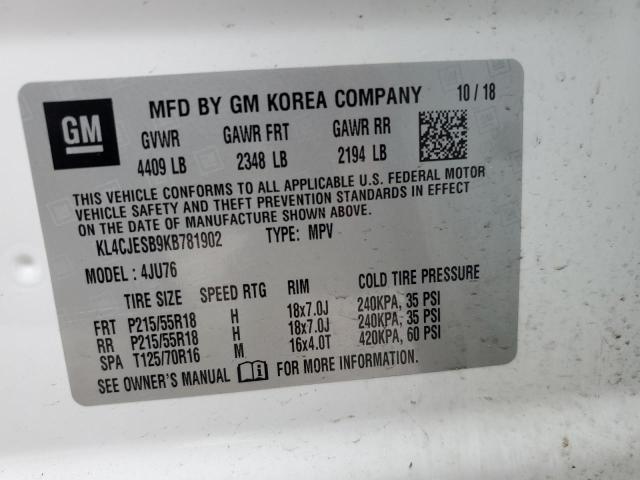 GM
MFD BY GM KOREA COMPANY 10 / 18
GVWR GAWR FRT GAWR RR
4409 LB 2348 LB 2194 LB
THIS VEHICLE CONFORMS TO ALL APPLICABLE U.S. FEDERAL MOTOR
VEHICLE SAFETY AND THEFT PREVENTION STANDARDS IN EFFECT
ON THE DATE OF MANUFACTURE SHOWN ABOVE.
KL4CJESB9KB781902 TYPE: MPV
MODEL : 4JU76
TIRE SIZE SPEED RTG RIM COLD TIRE PRESSURE
FRT P215/55R18 H 18x7.0J 240KPA, 35 PSI
RR P215/55R18 H 18x7.0J 240KPA, 35 PSI
SPA T125/70R16 M 16x4.0T 420KPA, 60 PSI
SEE OWNER'S MANUAL FOR MORE INFORMATION.